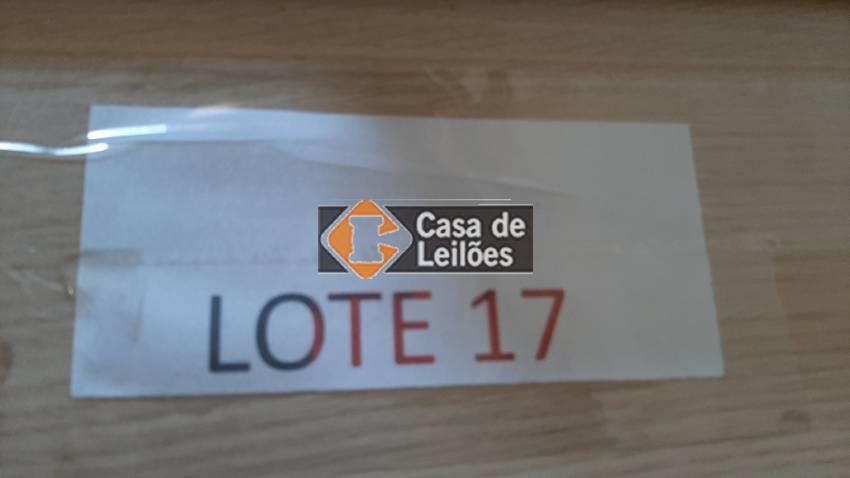 Casa de
Leilões
LOTE 17